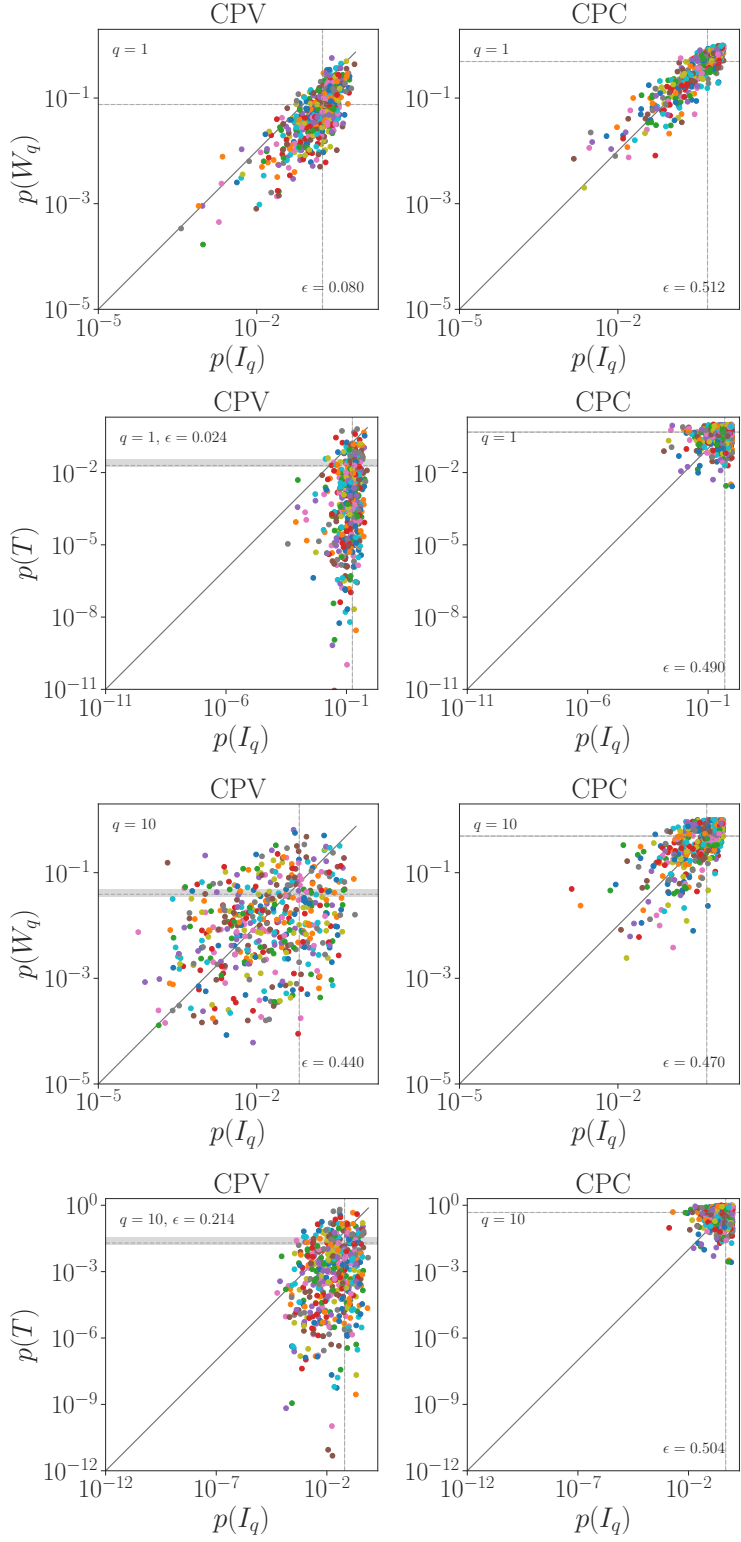 CPV
CPC
q = 1
q = 1
10⁻¹
10⁻³
10⁻⁵
p(W_q)
10⁻¹
10⁻³
10⁻⁵
ϵ = 0.080
ϵ = 0.512
10⁻⁵
10⁻²
10⁻⁵
10⁻²
p(I_q)
p(I_q)
CPV
CPC
q = 1, ϵ = 0.024
q = 1
10⁻²
10⁻⁵
10⁻⁸
10⁻¹¹
p(T)
10⁻²
10⁻⁵
10⁻⁸
10⁻¹¹
ϵ = 0.490
10⁻¹¹
10⁻⁶
10⁻¹
10⁻¹¹
10⁻⁶
10⁻¹
p(I_q)
p(I_q)
CPV
CPC
q = 10
q = 10
10⁻¹
10⁻³
10⁻⁵
p(W_q)
10⁻¹
10⁻³
10⁻⁵
ϵ = 0.440
ϵ = 0.470
10⁻⁵
10⁻²
10⁻⁵
10⁻²
p(I_q)
p(I_q)
CPV
CPC
q = 10, ϵ = 0.214
q = 10
10⁰
10⁻³
10⁻⁶
10⁻⁹
10⁻¹²
p(T)
10⁰
10⁻³
10⁻⁶
10⁻⁹
10⁻¹²
ϵ = 0.504
10⁻¹²
10⁻⁷
10⁻²
10⁻¹²
10⁻⁷
10⁻²
p(I_q)
p(I_q)